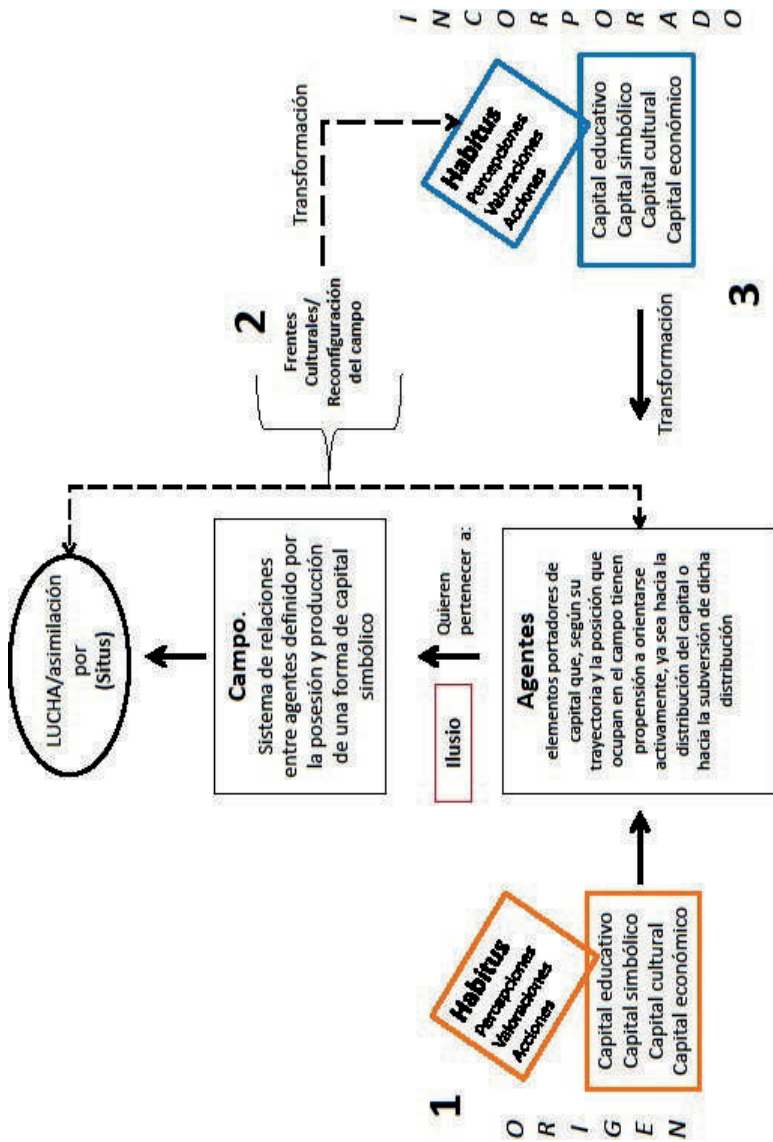 1
O
R
I
G
E
N
Habitus
Percepciones
Valoraciones
Acciones
Capital educativo
Capital simbólico
Capital cultural
Capital económico
LUCHA/asimilación
por
(Situs)
Campo.
Sistema de relaciones
entre agentes definido por
la posesión y producción
de una forma de capital
simbólico
Ilusio
Quieren
pertenecer a:
Agentes
elementos portadores de
capital que, según su
trayectoria y la posición que
ocupan en el campo tienen
propensión a orientarse
activamente, ya sea hacia la
distribución del capital o
hacia la subversión de dicha
distribución
2
Frentes
Culturales/
Reconfiguración
del campo
Transformación
Habitus
Percepciones
Valoraciones
Acciones
Capital educativo
Capital simbólico
Capital cultural
Capital económico
Transformación
3
I
N
C
O
R
P
O
R
A
D
O